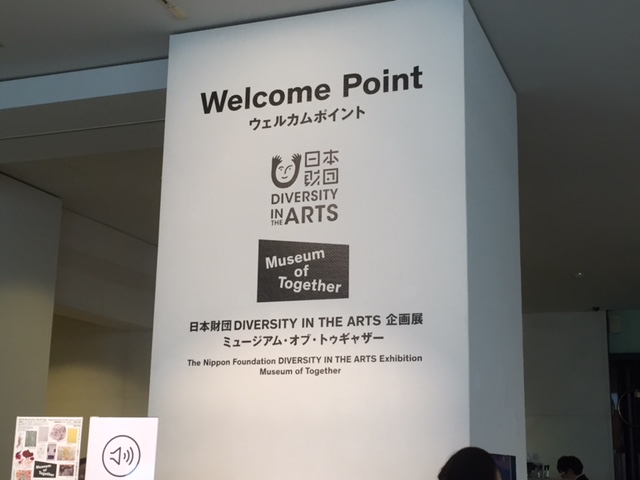 Welcome Point
ウェルカムポイント
日本
財団
DIVERSITY
IN THE ARTS
Museum
of
Together
日本財団 DIVERSITY IN THE ARTS 企画展
ミュージアム・オブ・トゥギャザー
The Nippon Foundation DIVERSITY IN THE ARTS Exhibition
Museum of Together
Museum
of
Together